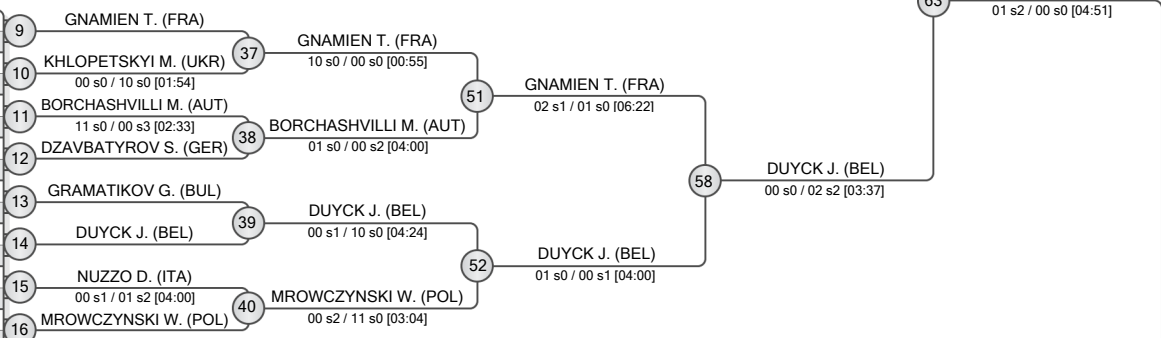 63
01 s2 / 00 s0 [04:51]
9
GNAMIEN T. (FRA)
37
GNAMIEN T. (FRA)
10 s0 / 00 s0 [00:55]
10
KHLOPETSKYI M. (UKR)
00 s0 / 10 s0 [01:54]
51
GNAMIEN T. (FRA)
02 s1 / 01 s0 [06:22]
11
BORCHASHVILLI M. (AUT)
11 s0 / 00 s3 [02:33]
38
BORCHASHVILLI M. (AUT)
01 s0 / 00 s2 [04:00]
12
DZAVBATYROV S. (GER)
58
DUYCK J. (BEL)
00 s0 / 02 s2 [03:37]
13
GRAMATIKOV G. (BUL)
39
DUYCK J. (BEL)
00 s1 / 10 s0 [04:24]
14
DUYCK J. (BEL)
52
DUYCK J. (BEL)
01 s0 / 00 s1 [04:00]
15
NUZZO D. (ITA)
00 s1 / 01 s2 [04:00]
40
MROWCZYNSKI W. (POL)
00 s2 / 11 s0 [03:04]
16
MROWCZYNSKI W. (POL)